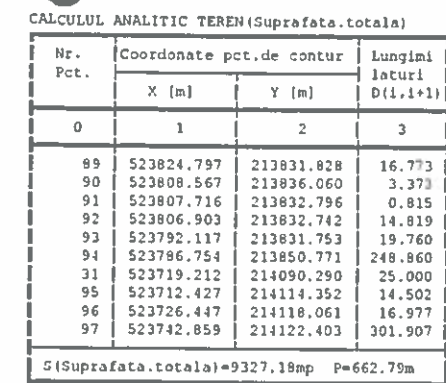 CALCULUL ANALITIC TEREN(Suprafata.totala)
Nr. Pct. Coordonate pct.de contur Lungimi laturi D(i,i+1)
X [m] Y [m]
0 1 2 3
89 523824.797 213831.828 16.773
90 523808.567 213836.060 3.373
91 523807.716 213832.796 0.815
92 523806.903 213832.742 14.819
93 523792.117 213831.753 19.760
94 523786.754 213850.771 248.860
31 523719.212 214090.290 25.000
95 523712.427 214114.352 14.502
96 523726.447 214118.061 16.977
97 523742.859 214122.403 301.907
S(Suprafata.totala)=9327.18mp P=662.79m